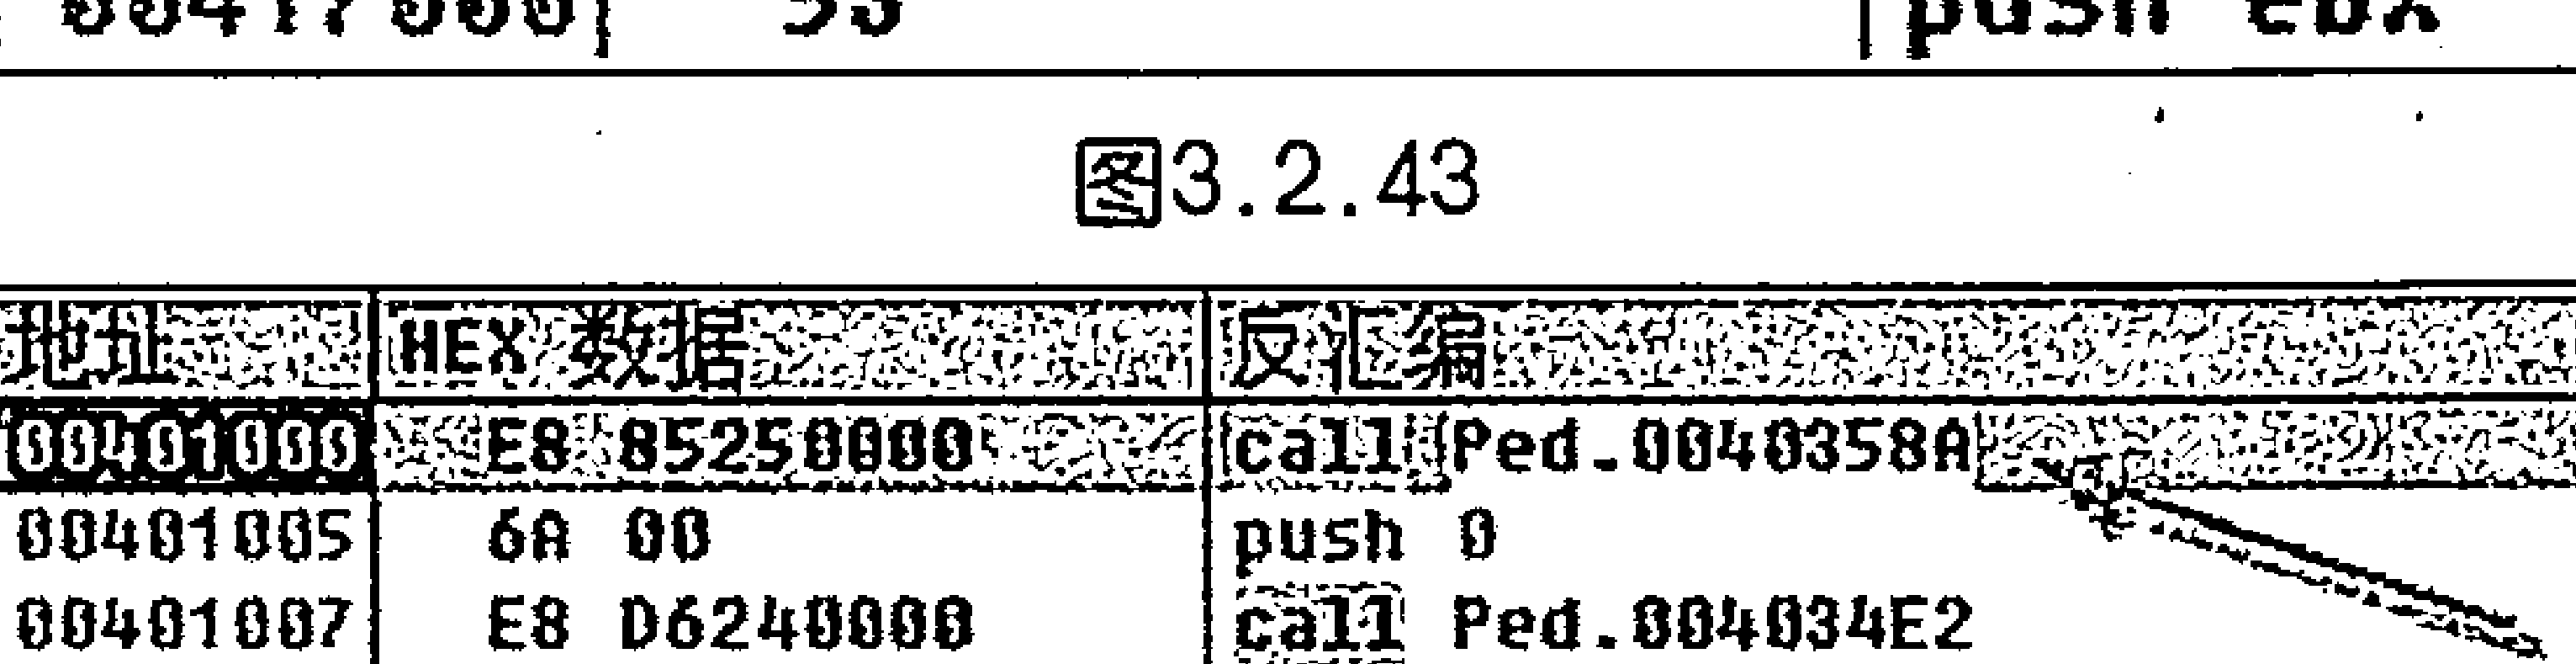 53 push ebx
图3.2.43
地址 HEX 数据 反汇编
00401000 E8 85250000 call Ped.0040358A
00401005 6A 00 push 0
00401007 E8 D6240000 call Ped.004034E2